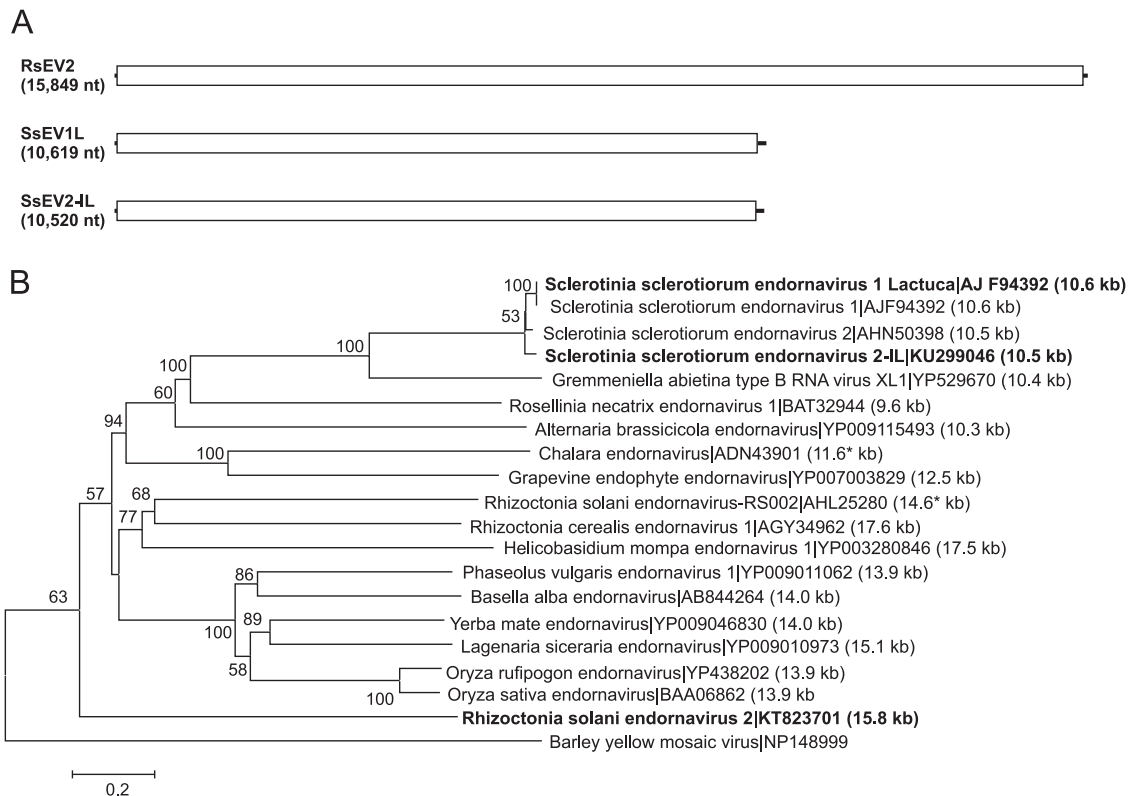 A
RsEV2
(15,849 nt)
SsEV1L
(10,619 nt)
SsEV2-IL
(10,520 nt)
B
100
Sclerotinia sclerotiorum endornavirus 1 Lactuca|AJ F94392 (10.6 kb)
Sclerotinia sclerotiorum endornavirus 1|AJF94392 (10.6 kb)
53
Sclerotinia sclerotiorum endornavirus 2|AHN50398 (10.5 kb)
100
Sclerotinia sclerotiorum endornavirus 2-IL|KU299046 (10.5 kb)
100
Gremmeniella abietina type B RNA virus XL1|YP529670 (10.4 kb)
60
Rosellinia necatrix endornavirus 1|BAT32944 (9.6 kb)
94
Alternaria brassicicola endornavirus|YP009115493 (10.3 kb)
100
Chalara endornavirus|ADN43901 (11.6* kb)
Grapevine endophyte endornavirus|YP007003829 (12.5 kb)
57
68
Rhizoctonia solani endornavirus-RS002|AHL25280 (14.6* kb)
77
Rhizoctonia cerealis endornavirus 1|AGY34962 (17.6 kb)
Helicobasidium mompa endornavirus 1|YP003280846 (17.5 kb)
86
Phaseolus vulgaris endornavirus 1|YP009011062 (13.9 kb)
63
Basella alba endornavirus|AB844264 (14.0 kb)
100
89
Yerba mate endornavirus|YP009046830 (14.0 kb)
Lagenaria siceraria endornavirus|YP009010973 (15.1 kb)
58
Oryza rufipogon endornavirus|YP438202 (13.9 kb)
100
Oryza sativa endornavirus|BAA06862 (13.9 kb
Rhizoctonia solani endornavirus 2|KT823701 (15.8 kb)
Barley yellow mosaic virus|NP148999
0.2